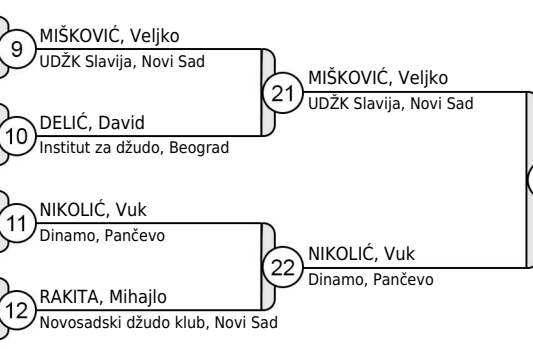 9
MIŠKOVIĆ, Veljko
UDŽK Slavija, Novi Sad
10
DELIĆ, David
Institut za džudo, Beograd
21
MIŠKOVIĆ, Veljko
UDŽK Slavija, Novi Sad
11
NIKOLIĆ, Vuk
Dinamo, Pančevo
12
RAKITA, Mihajlo
Novosadski džudo klub, Novi Sad
22
NIKOLIĆ, Vuk
Dinamo, Pančevo